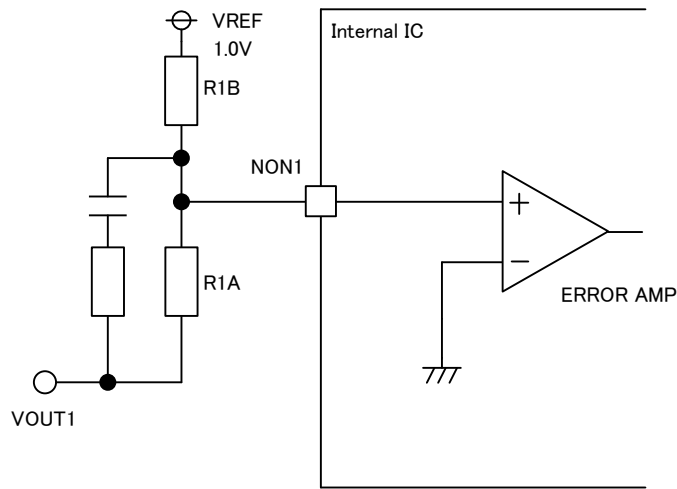 VREF
1.0V
Internal IC
R1B
NON1
+
−
R1A
ERROR AMP
VOUT1